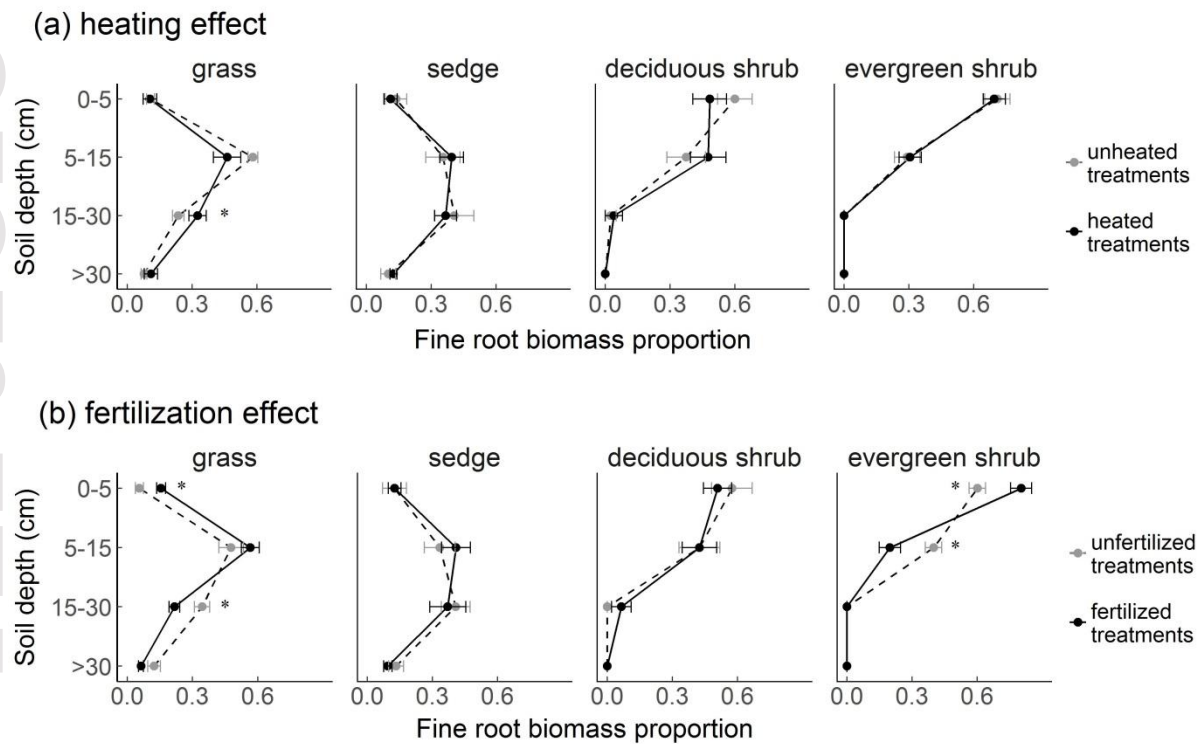 (a) heating effect
grass sedge deciduous shrub evergreen shrub
0-5
5-15
15-30
>30
Soil depth (cm)
*
0.0 0.3 0.6 0.0 0.3 0.6 0.0 0.3 0.6 0.0 0.3 0.6
Fine root biomass proportion
unheated
treatments
heated
treatments
(b) fertilization effect
grass sedge deciduous shrub evergreen shrub
0-5
5-15
15-30
>30
Soil depth (cm)
* *
*
*
0.0 0.3 0.6 0.0 0.3 0.6 0.0 0.3 0.6 0.0 0.3 0.6
Fine root biomass proportion
unfertilized
treatments
fertilized
treatments